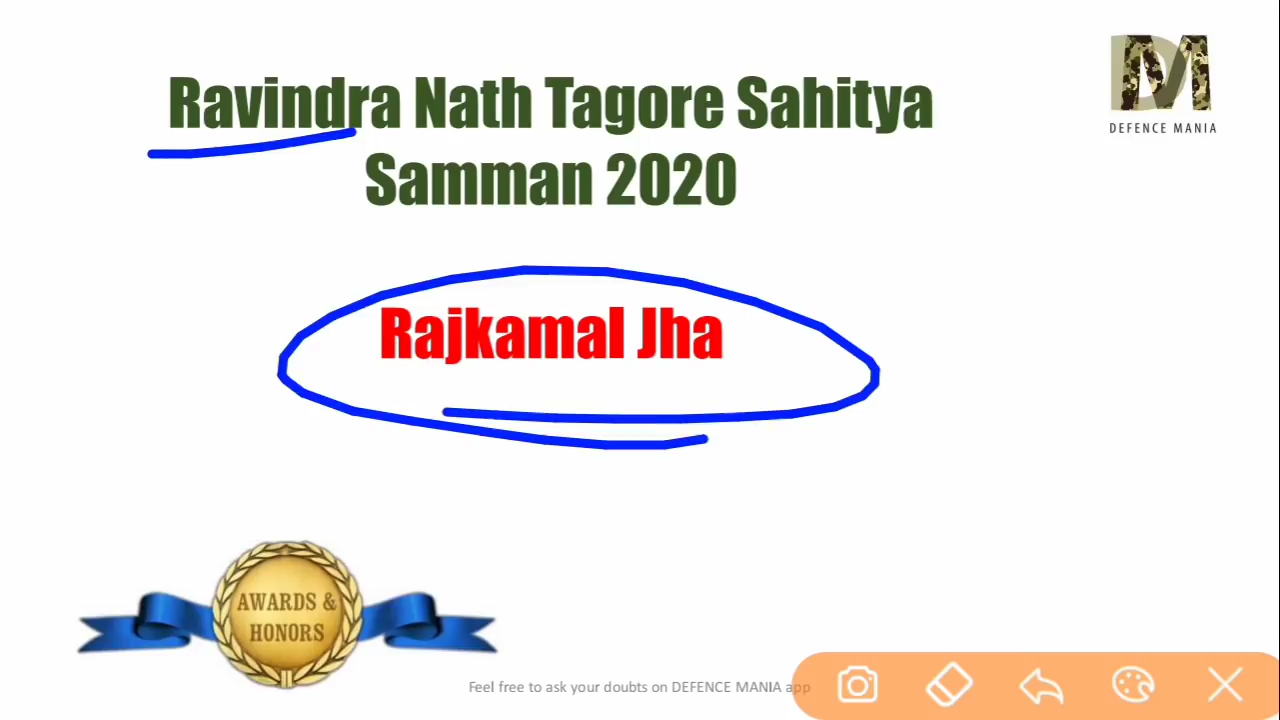 Ravindra Nath Tagore Sahitya
Samman 2020
DEFENCE MANIA
Rajkamal Jha
AWARDS &
HONORS
Feel free to ask your doubts on DEFENCE MANIA app